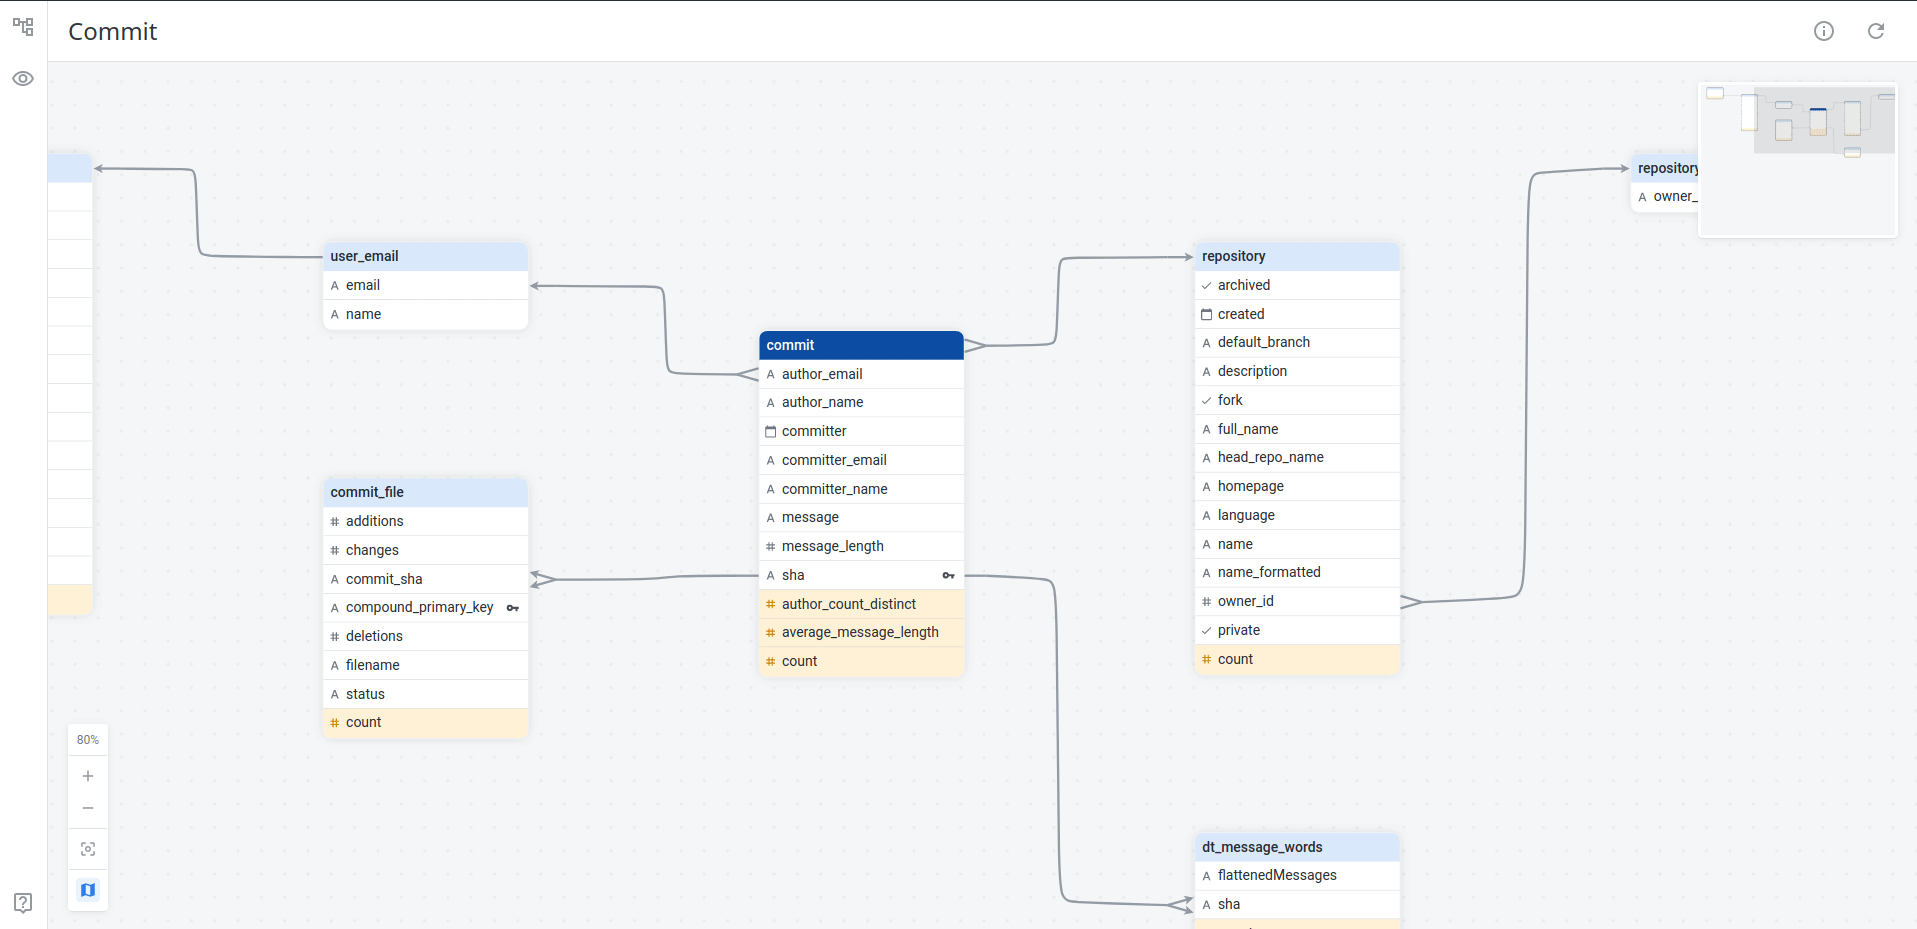 Commit
user_email
email
name
commit_file
additions
changes
commit_sha
compound_primary_key
deletions
filename
status
count
commit
author_email
author_name
committer
committer_email
committer_name
message
message_length
sha
author_count_distinct
average_message_length
count
repository
archived
created
default_branch
description
fork
full_name
head_repo_name
homepage
language
name
name_formatted
owner_id
private
count
dt_message_words
flattenedMessages
sha
repository
owner_
80%